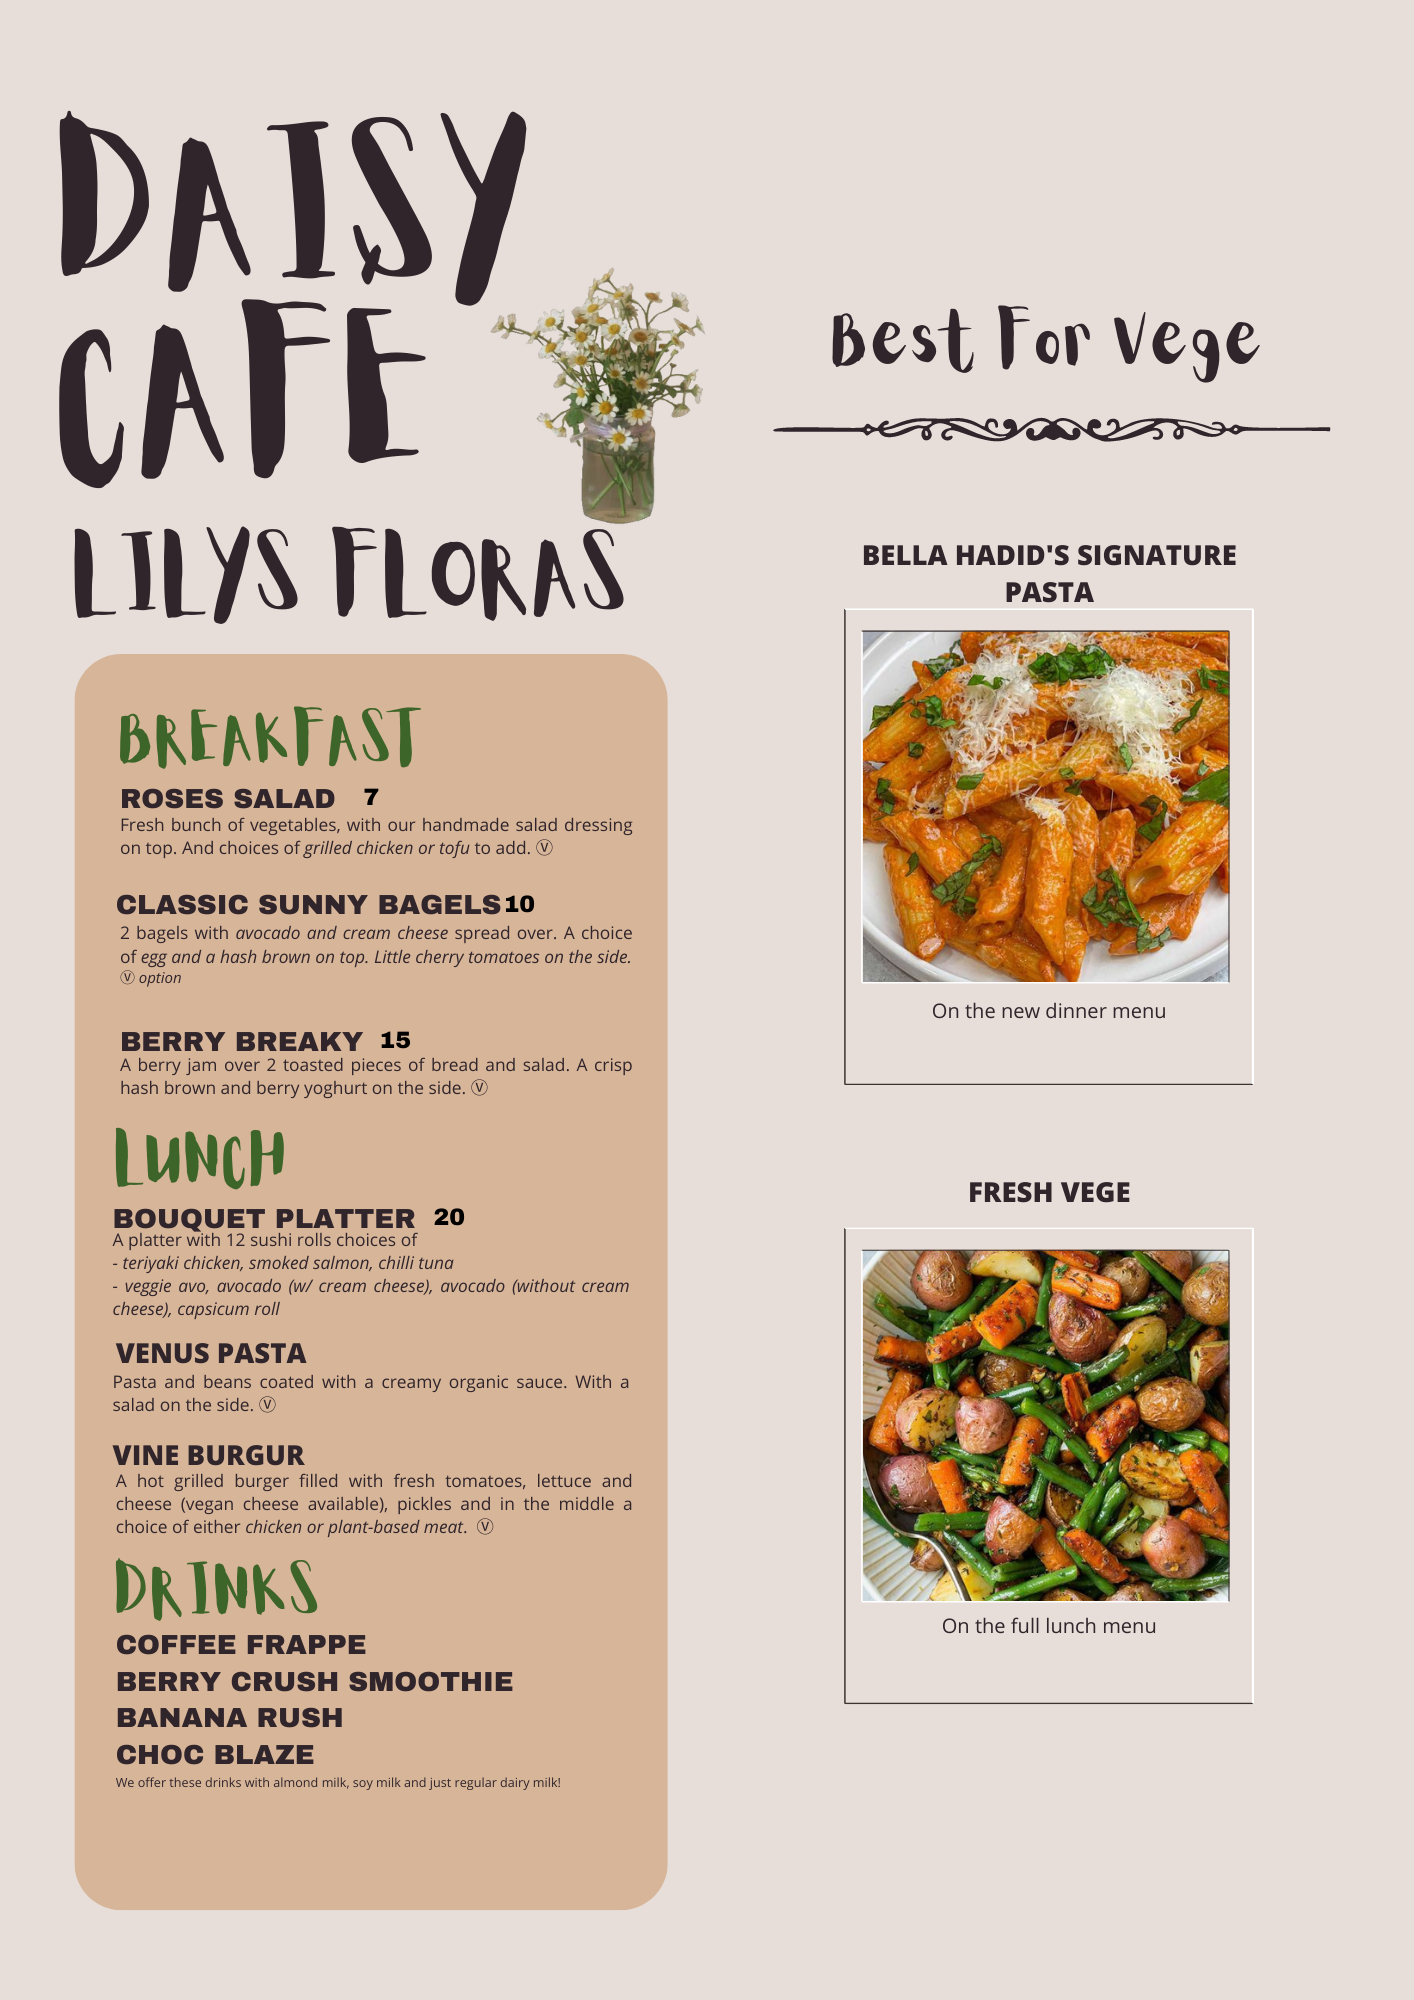 DAISY
CAFE
LILYS FLORAS
BREAKFAST
ROSES SALAD 7
Fresh bunch of vegetables, with our handmade salad dressing
on top. And choices of grilled chicken or tofu to add. Ⓥ
CLASSIC SUNNY BAGELS 10
2 bagels with avocado and cream cheese spread over. A choice
of egg and a hash brown on top. Little cherry tomatoes on the side.
Ⓥ option
BERRY BREAKY 15
A berry jam over 2 toasted pieces of bread and salad. A crisp
hash brown and berry yoghurt on the side. Ⓥ
LUNCH
BOUQUET PLATTER 20
A platter with 12 sushi rolls choices of
- teriyaki chicken, smoked salmon, chilli tuna
- veggie avo, avocado (w/ cream cheese), avocado (without cream
cheese), capsicum roll
VENUS PASTA
Pasta and beans coated with a creamy organic sauce. With a
salad on the side. Ⓥ
VINE BURGUR
A hot grilled burger filled with fresh tomatoes, lettuce and
cheese (vegan cheese available), pickles and in the middle a
choice of either chicken or plant-based meat. Ⓥ
DRINKS
COFFEE FRAPPE
BERRY CRUSH SMOOTHIE
BANANA RUSH
CHOC BLAZE
We offer these drinks with almond milk, soy milk and just regular dairy milk!
Best For Vege
BELLA HADID'S SIGNATURE
PASTA
On the new dinner menu
FRESH VEGE
On the full lunch menu